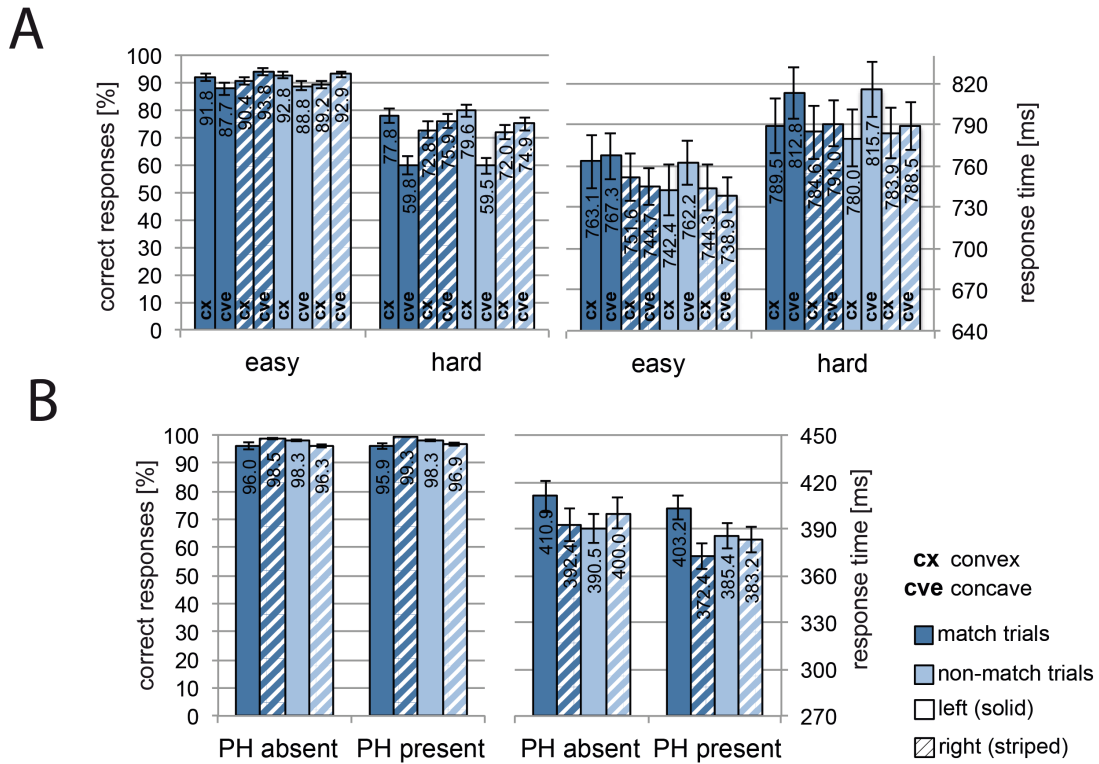 A
correct responses [%]
100
90
80
70
60
50
40
30
20
10
0
91.8
87.7
90.4
93.8
92.8
88.8
89.2
92.9
cx
cve
cx
cve
cx
cve
cx
cve
easy
77.8
59.8
72.8
75.9
79.6
59.5
72.0
74.9
cx
cve
cx
cve
cx
cve
cx
cve
hard
763.1
767.3
751.6
744.7
742.4
762.2
744.3
738.9
cx
cve
cx
cve
cx
cve
cx
cve
easy
789.5
812.8
784.6
791.0
780.0
815.7
783.9
788.5
cx
cve
cx
cve
cx
cve
cx
cve
hard
820
790
760
730
700
670
640
response time [ms]
B
correct responses [%]
100
90
80
70
60
50
40
30
20
10
0
96.0
98.5
98.3
96.3
PH absent
95.9
99.3
98.3
96.9
PH present
410.9
392.4
390.5
400.0
PH absent
403.2
372.4
385.4
383.2
PH present
450
420
390
360
330
300
270
response time [ms]
cx convex
cve concave
match trials
non-match trials
left (solid)
right (striped)